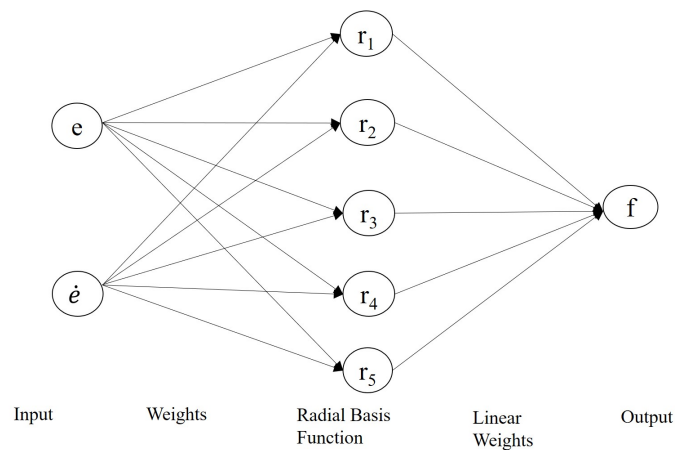 r1
e
r2
r3
f
ė
r4
r5
Input
Weights
Radial Basis
Function
Linear
Weights
Output